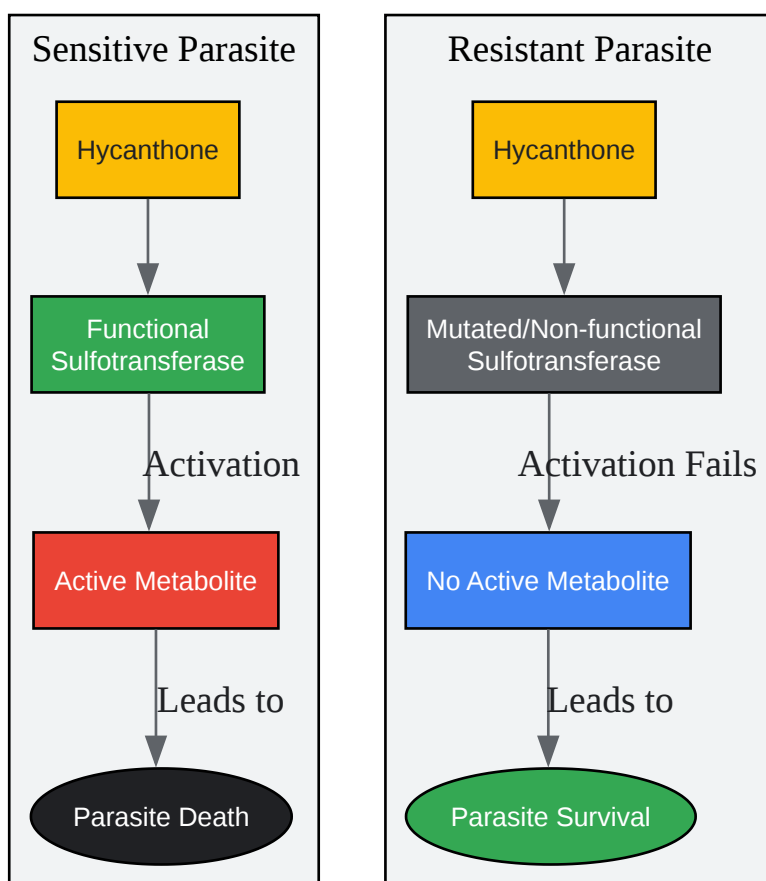 Sensitive Parasite
Hycanthone
Functional
Sulfotransferase
Activation
Active Metabolite
Leads to
Parasite Death
Resistant Parasite
Hycanthone
Mutated/Non-functional
Sulfotransferase
Activation Fails
No Active Metabolite
Leads to
Parasite Survival